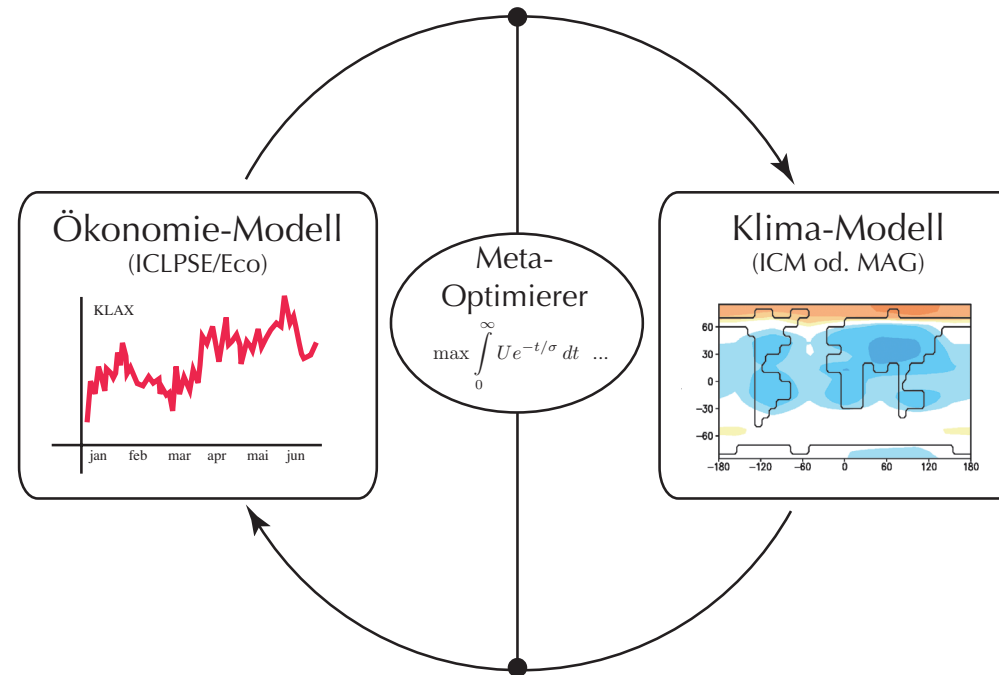 Ökonomie-Modell
(ICLPSE/Eco)
KLAX
jan feb mar apr mai jun
Meta-
Optimierer
max ∫₀^∞ Ue^{−t/σ} dt ...
Klima-Modell
(ICM od. MAG)
60
30
0
−30
−60
−180 −120 −60 0 60 120 180